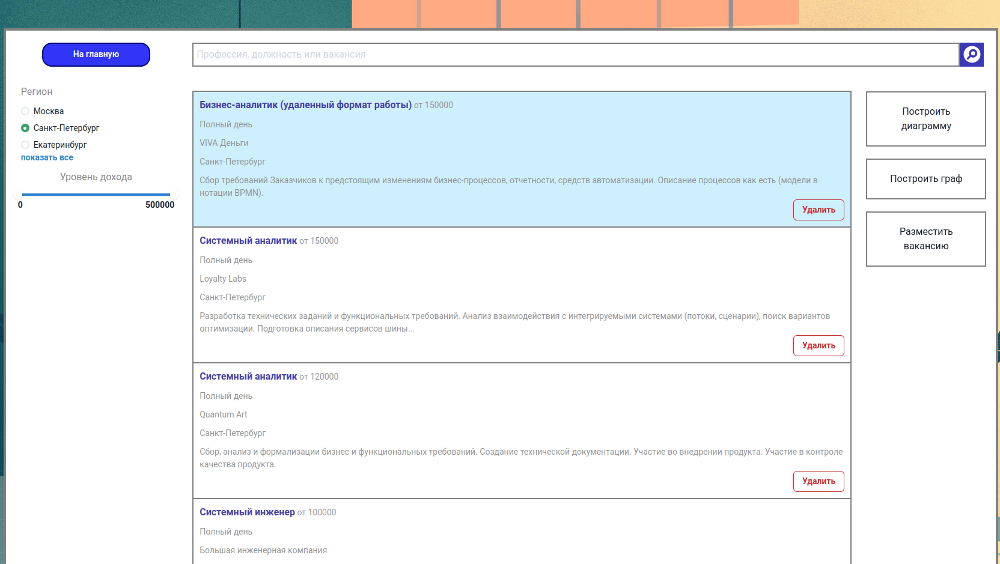 На главную
Профессия, должность или вакансия
Регион
Москва
Санкт-Петербург
Екатеринбург
показать все
Уровень дохода
0
500000
Бизнес-аналитик (удаленный формат работы) от 150000
Полный день
VIVA Деньги
Санкт-Петербург
Сбор требований Заказчиков к предстоящим изменениям бизнес-процессов, отчетности, средств автоматизации. Описание процессов как есть (модели в
нотации BPMN).
Удалить
Системный аналитик от 150000
Полный день
Loyalty Labs
Санкт-Петербург
Разработка технических заданий и функциональных требований. Анализ взаимодействия с интегрируемыми системами (потоки, сценарии), поиск вариантов
оптимизации. Подготовка описания сервисов шины...
Удалить
Системный аналитик от 120000
Полный день
Quantum Art
Санкт-Петербург
Сбор, анализ и формализации бизнес и функциональных требований. Создание технической документации. Участие во внедрении продукта. Участие в контроле
качества продукта.
Удалить
Системный инженер от 100000
Полный день
Большая инженерная компания
Построить
диаграмму
Построить граф
Разместить
вакансию